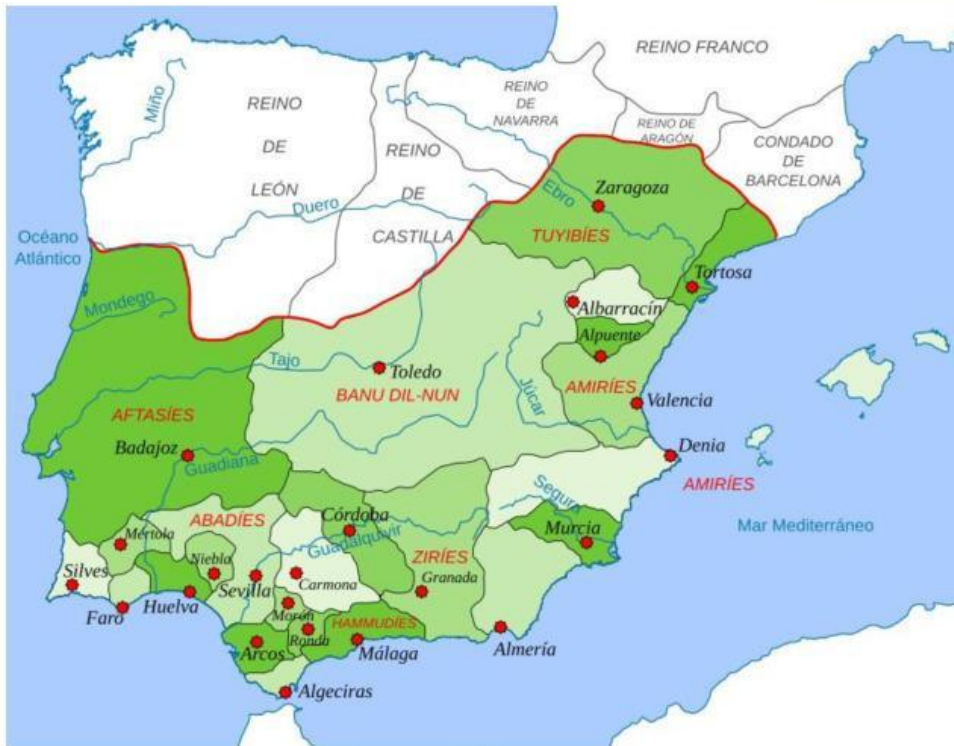 REINO FRANCO
REINO
DE
LEÓN
Miño
REINO
DE
CASTILLA
REINO
DE
NAVARRA
REINO DE
ARAGÓN
CONDADO
DE
BARCELONA
Duero
Ebro
Zaragoza
TUYIBÍES
Océano
Atlántico
Mondego
Tortosa
Albarracín
Alpuente
Tajo
Toledo
BANU DIL-NUN
Júcar
AMIRÍES
Valencia
AFTASÍES
Badajoz
Guadiana
Denia
AMIRÍES
Segura
Mar Mediterráneo
ABADÍES
Córdoba
Guadalquivir
Murcia
Mértola
Niebla
ZIRÍES
Silves
Sevilla
Carmona
Granada
Huelva
Faro
Morón
HAMMUDÍES
Ronda
Arcos
Málaga
Almería
Algeciras